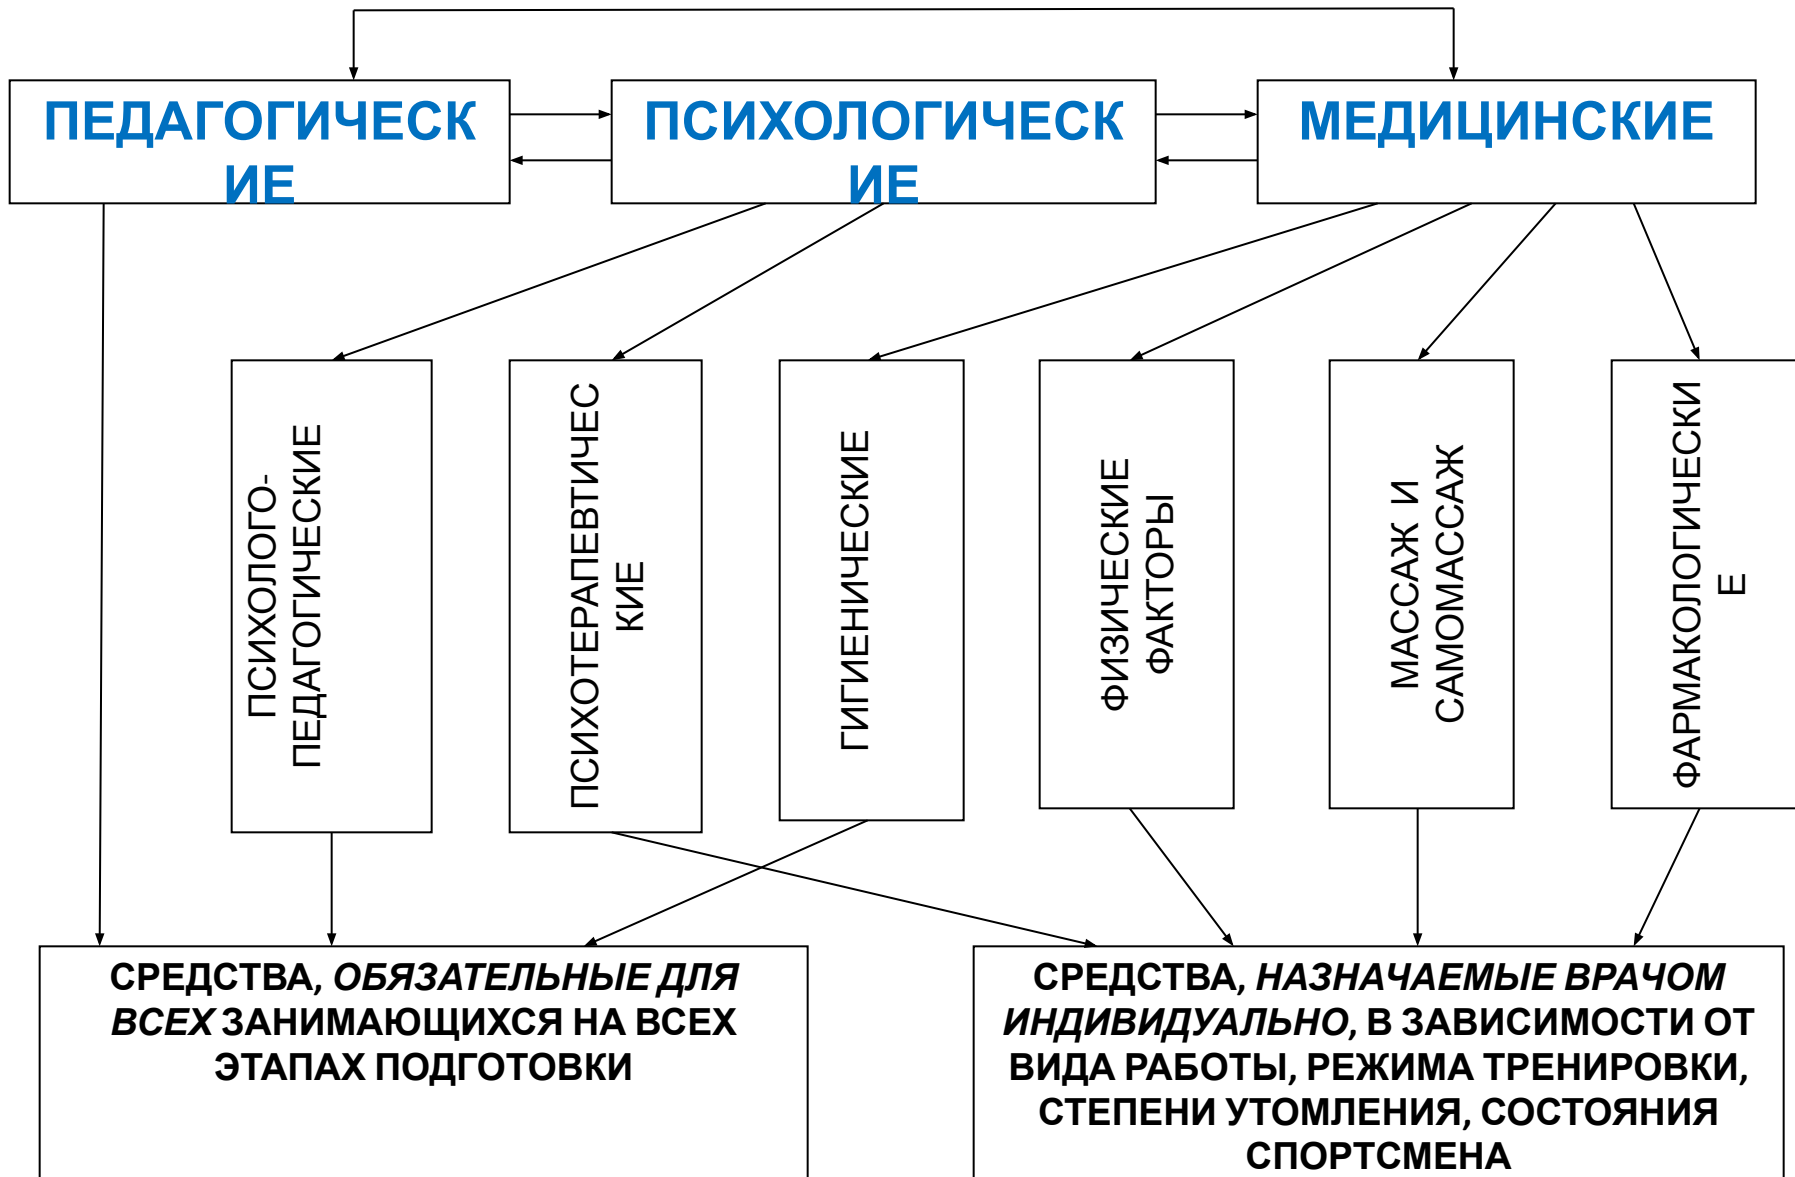 ПЕДАГОГИЧЕСК
ИЕ
ПСИХОЛОГИЧЕСК
ИЕ
МЕДИЦИНСКИЕ
ПСИХОЛОГО-
ПЕДАГОГИЧЕСКИЕ
ПСИХОТЕРАПЕВТИЧЕС
КИЕ
ГИГИЕНИЧЕСКИЕ
ФИЗИЧЕСКИЕ
ФАКТОРЫ
МАССАЖ И
САМОМАССАЖ
ФАРМАКОЛОГИЧЕСКИ
Е
СРЕДСТВА, ОБЯЗАТЕЛЬНЫЕ ДЛЯ
ВСЕХ ЗАНИМАЮЩИХСЯ НА ВСЕХ
ЭТАПАХ ПОДГОТОВКИ
СРЕДСТВА, НАЗНАЧАЕМЫЕ ВРАЧОМ
ИНДИВИДУАЛЬНО, В ЗАВИСИМОСТИ ОТ
ВИДА РАБОТЫ, РЕЖИМА ТРЕНИРОВКИ,
СТЕПЕНИ УТОМЛЕНИЯ, СОСТОЯНИЯ
СПОРТСМЕНА